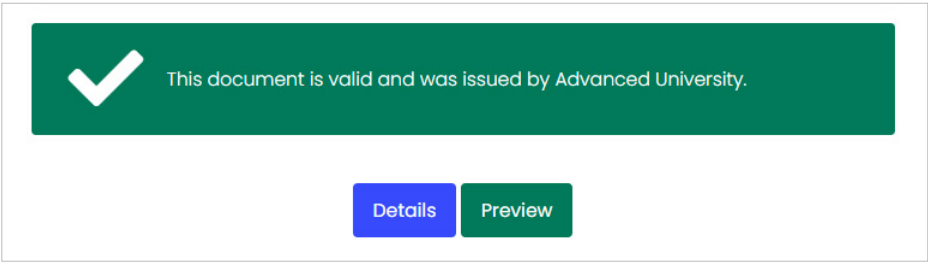 This document is valid and was issued by Advanced University.
Details
Preview